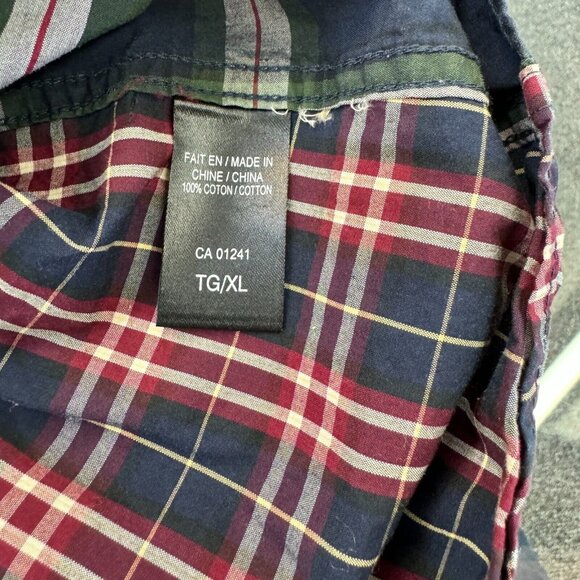 FAIT EN / MADE IN
CHINE / CHINA
100% COTON / COTTON
CA 01241
TG/XL